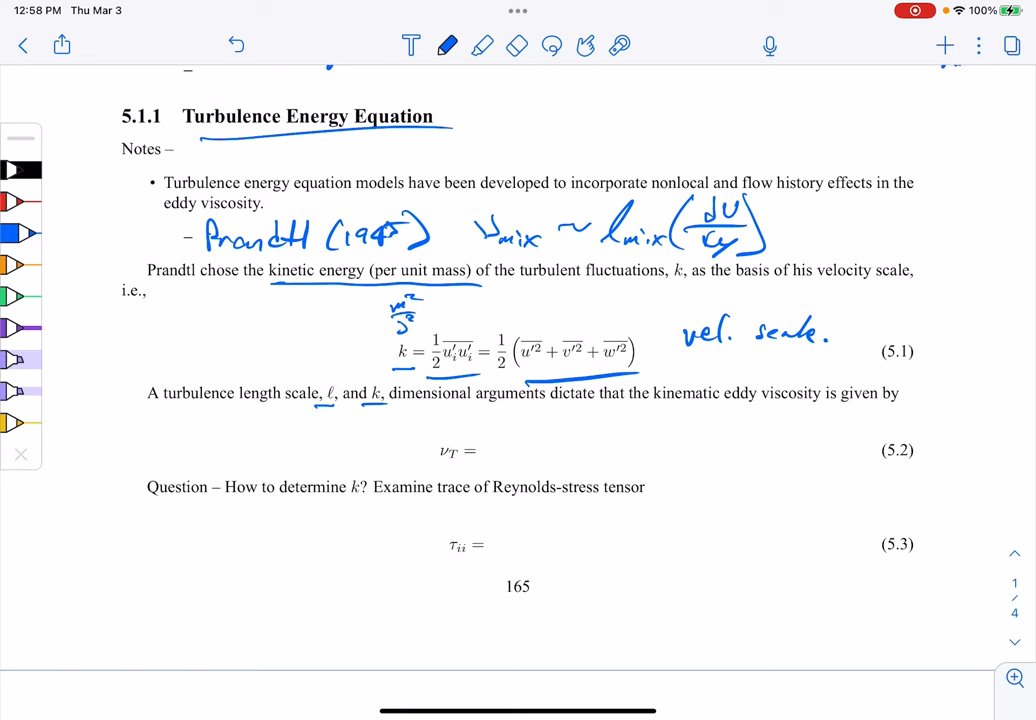 12:58 PM Thu Mar 3
100%
5.1.1 Turbulence Energy Equation
Notes –
• Turbulence energy equation models have been developed to incorporate nonlocal and flow history effects in the
eddy viscosity.
– Prandtl (1945) ν_mix ~ l_mix (dU/dy)
Prandtl chose the kinetic energy (per unit mass) of the turbulent fluctuations, k, as the basis of his velocity scale,
i.e.,
m²/s²
vel. scale.
k = ½ \overline{u′ᵢu′ᵢ} = ½ (\overline{u′²} + \overline{v′²} + \overline{w′²}) (5.1)
A turbulence length scale, ℓ, and k, dimensional arguments dictate that the kinematic eddy viscosity is given by
ν_T = (5.2)
Question – How to determine k? Examine trace of Reynolds-stress tensor
τ_ii = (5.3)
165
1
/
4